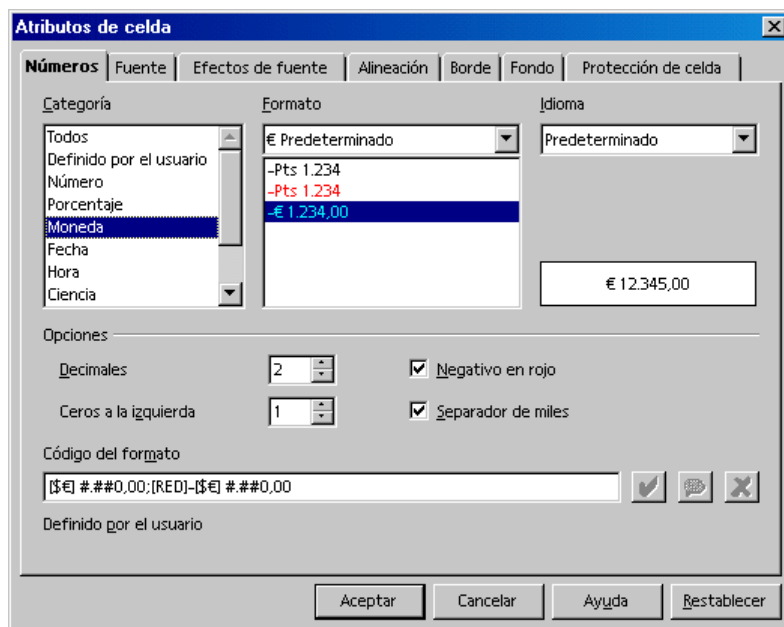 Atributos de celda
Números Fuente Efectos de fuente Alineación Borde Fondo Protección de celda
Categoría Formato Idioma
Todos
Definido por el usuario
Número
Porcentaje
Moneda
Fecha
Hora
Ciencia
€ Predeterminado
-Pts 1.234
-Pts 1.234
-€ 1.234,00
Predeterminado
€ 12.345,00
Opciones
Decimales 2 Negativo en rojo
Ceros a la izquierda 1 Separador de miles
Código del formato
[$€] #.##0,00;[RED]-[$€] #.##0,00
Definido por el usuario
Aceptar Cancelar Ayuda Restablecer